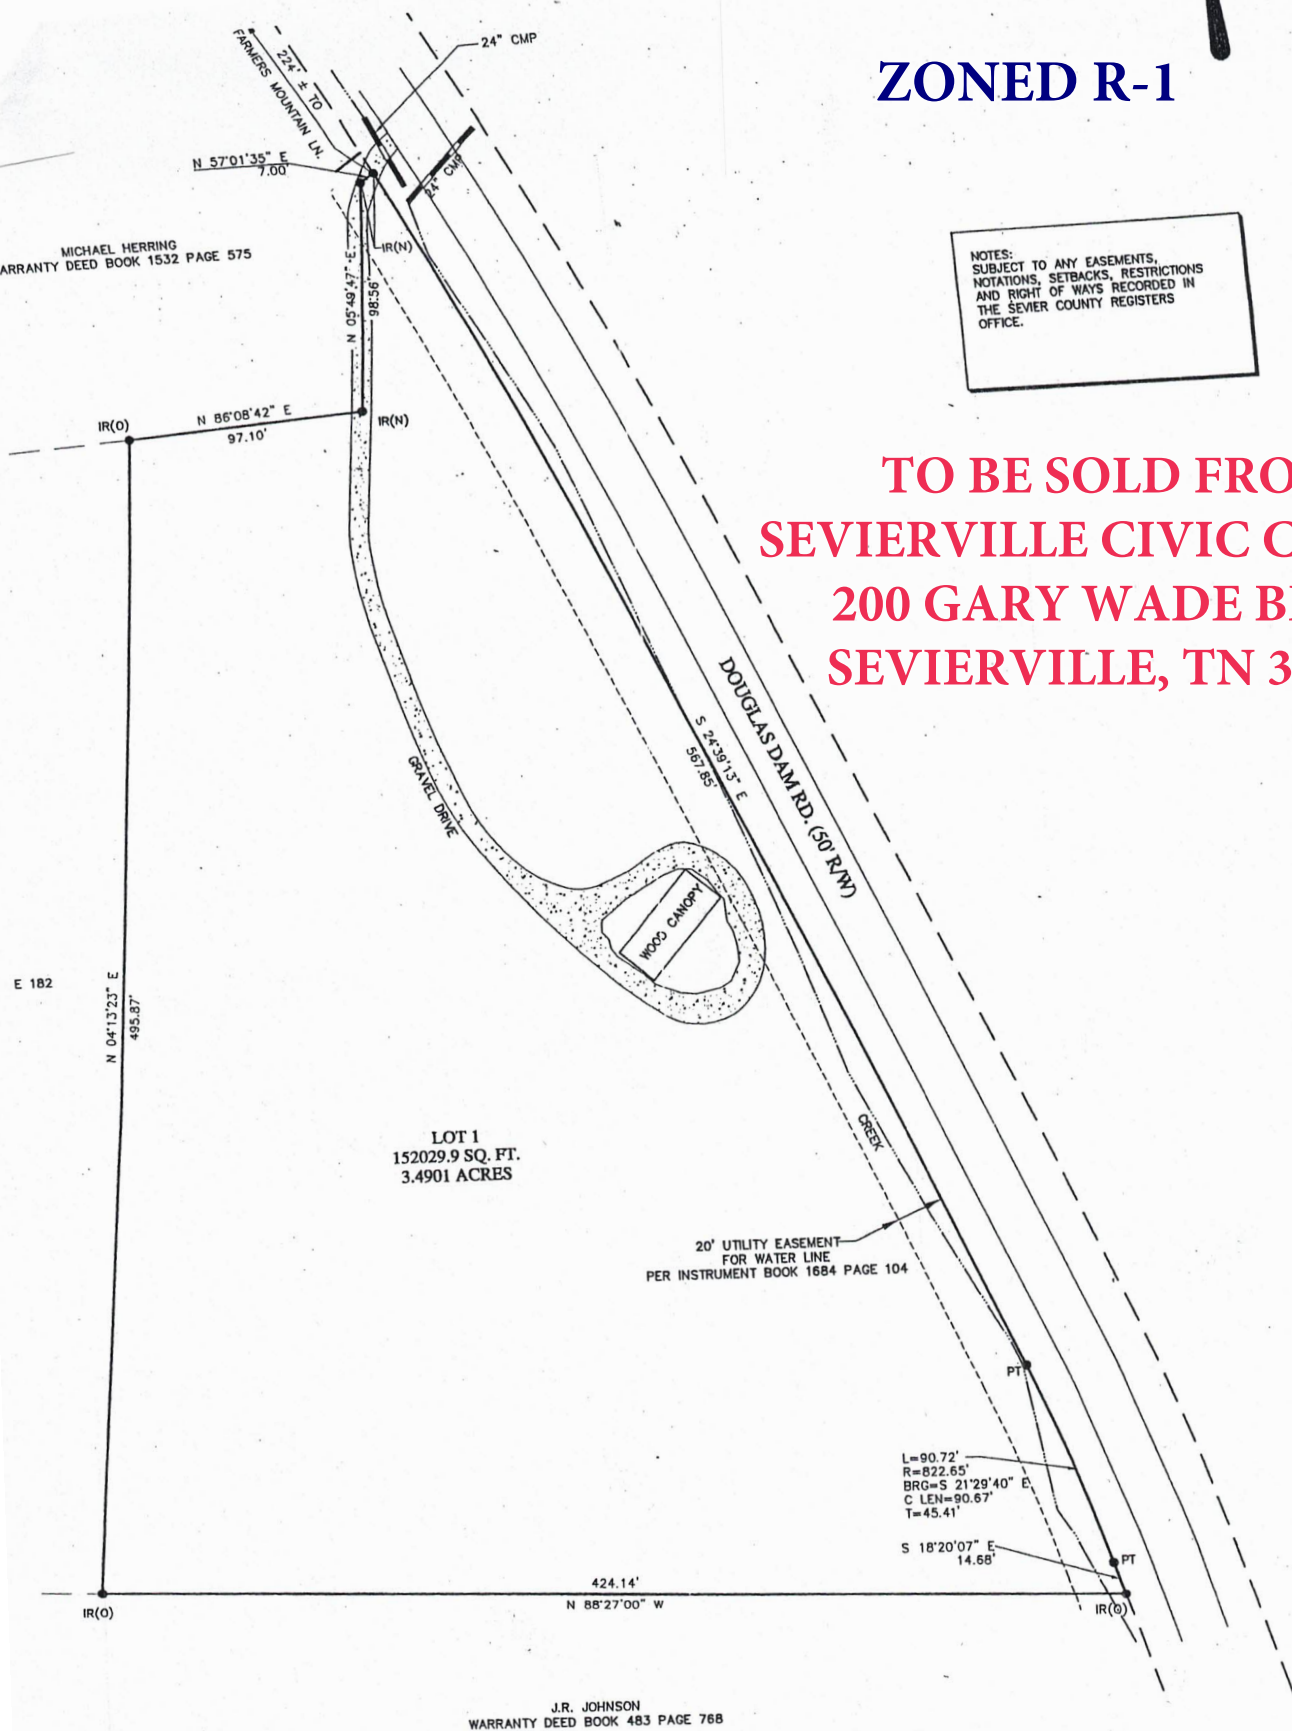 24" CMP
ZONED R-1
224' ± TO
FARMERS MOUNTAIN LN.
24" CMP
N 57°01'35" E
7.00'
IR(N)
MICHAEL HERRING
ARRANTY DEED BOOK 1532 PAGE 575
NOTES:
SUBJECT TO ANY EASEMENTS,
NOTATIONS, SETBACKS, RESTRICTIONS
AND RIGHT OF WAYS RECORDED IN
THE SEVIER COUNTY REGISTERS
OFFICE.
N 05°49'47" E
98.56'
IR(O)
N 86°08'42" E
97.10'
IR(N)
TO BE SOLD FRO
SEVIERVILLE CIVIC
200 GARY WADE
SEVIERVILLE, TN 3
DOUGLAS DAM RD. (50' R/W)
S 24°39'13" E
567.85'
GRAVEL DRIVE
WOOD CANOPY
E 182
N 04°13'23" E
495.87'
LOT 1
152029.9 SQ. FT.
3.4901 ACRES
CREEK
20' UTILITY EASEMENT
FOR WATER LINE
PER INSTRUMENT BOOK 1684 PAGE 104
PT
L=90.72'
R=822.65'
BRG=S 21°29'40" E
C LEN=90.67'
T=45.41'
S 18°20'07" E
14.68'
PT
424.14'
N 88°27'00" W
IR(O)
IR(O)
J.R. JOHNSON
WARRANTY DEED BOOK 483 PAGE 768